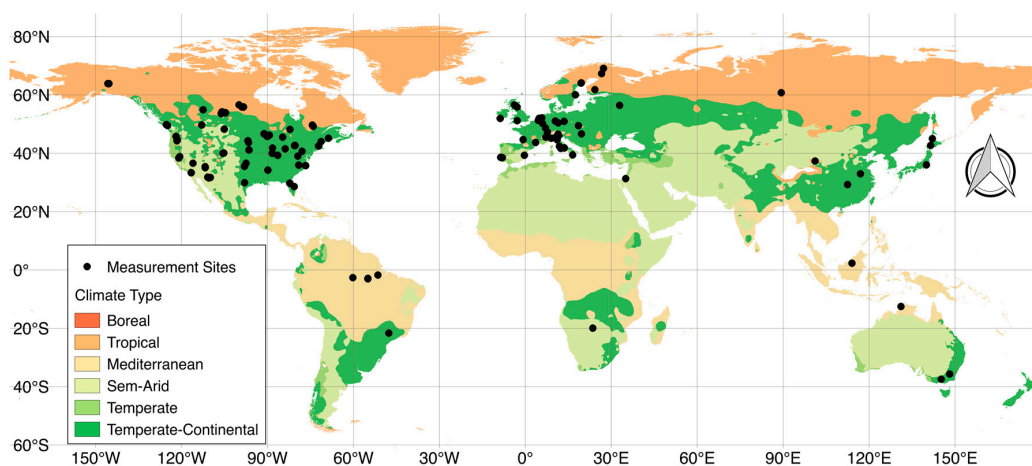 80°N
60°N
40°N
20°N
0°
20°S
40°S
60°S
Measurement Sites
Climate Type
Boreal
Tropical
Mediterranean
Sem-Arid
Temperate
Temperate-Continental
150°W 120°W 90°W 60°W 30°W 0° 30°E 60°E 90°E 120°E 150°E